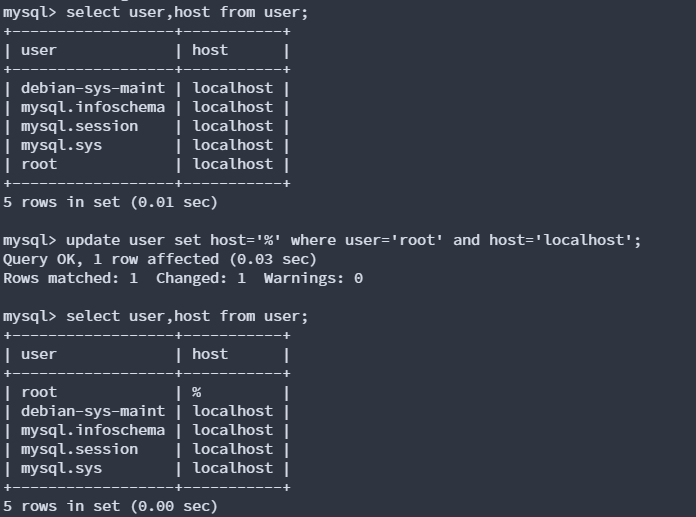 mysql> select user,host from user;
+------------------+-----------+
| user             | host      |
+------------------+-----------+
| debian-sys-maint | localhost |
| mysql.infoschema | localhost |
| mysql.session    | localhost |
| mysql.sys        | localhost |
| root             | localhost |
+------------------+-----------+
5 rows in set (0.01 sec)

mysql> update user set host='%' where user='root' and host='localhost';
Query OK, 1 row affected (0.03 sec)
Rows matched: 1  Changed: 1  Warnings: 0

mysql> select user,host from user;
+------------------+-----------+
| user             | host      |
+------------------+-----------+
| root             | %         |
| debian-sys-maint | localhost |
| mysql.infoschema | localhost |
| mysql.session    | localhost |
| mysql.sys        | localhost |
+------------------+-----------+
5 rows in set (0.00 sec)